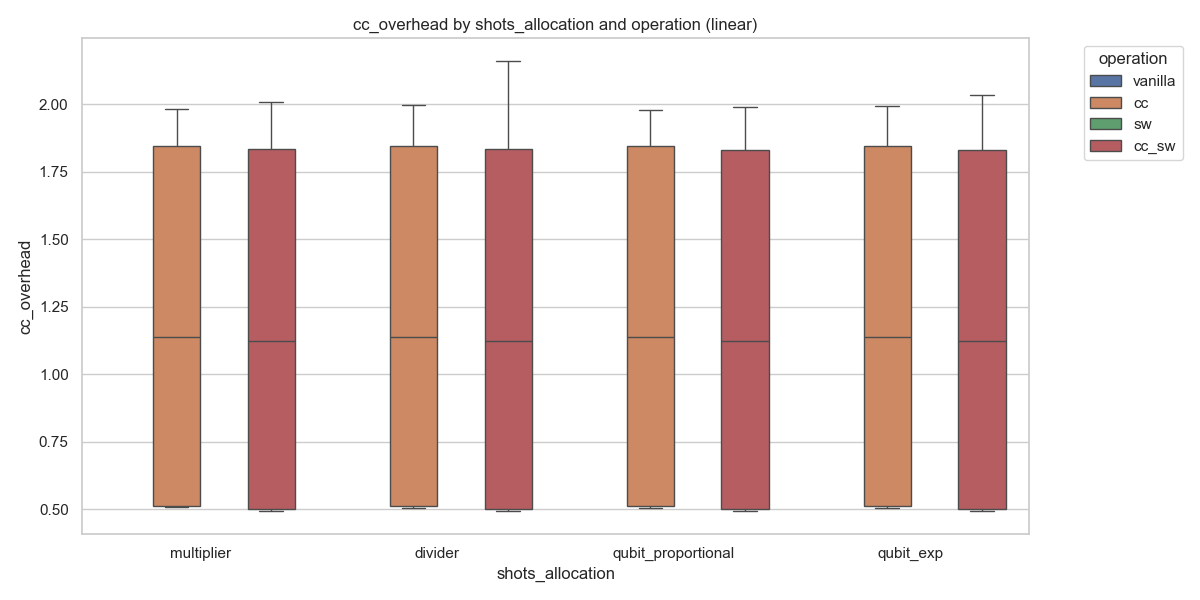 cc_overhead by shots_allocation and operation (linear)
operation
vanilla
cc
sw
cc_sw
cc_overhead
2.00
1.75
1.50
1.25
1.00
0.75
0.50
multiplier
divider
qubit_proportional
qubit_exp
shots_allocation